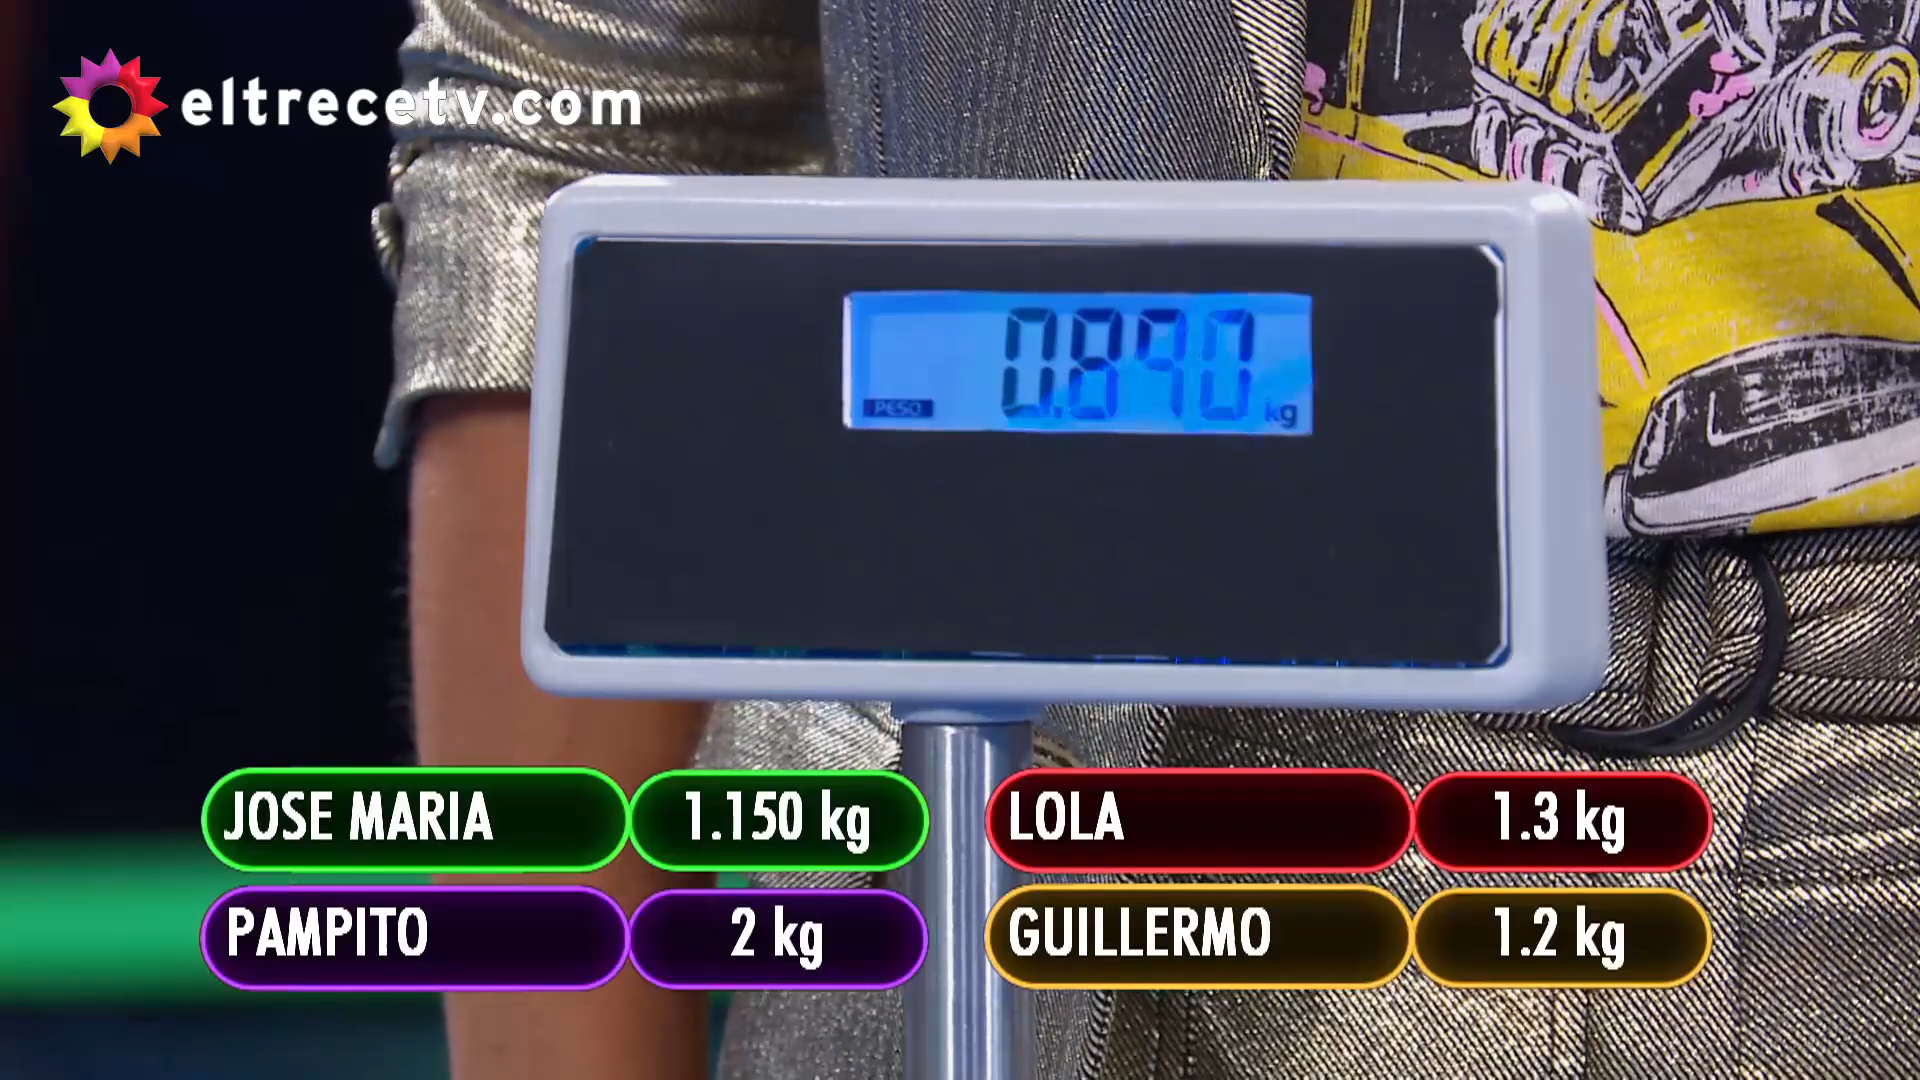 eltrecetv.com
0.890 kg
PESO
JOSE MARIA 1.150 kg
LOLA 1.3 kg
PAMPITO 2 kg
GUILLERMO 1.2 kg